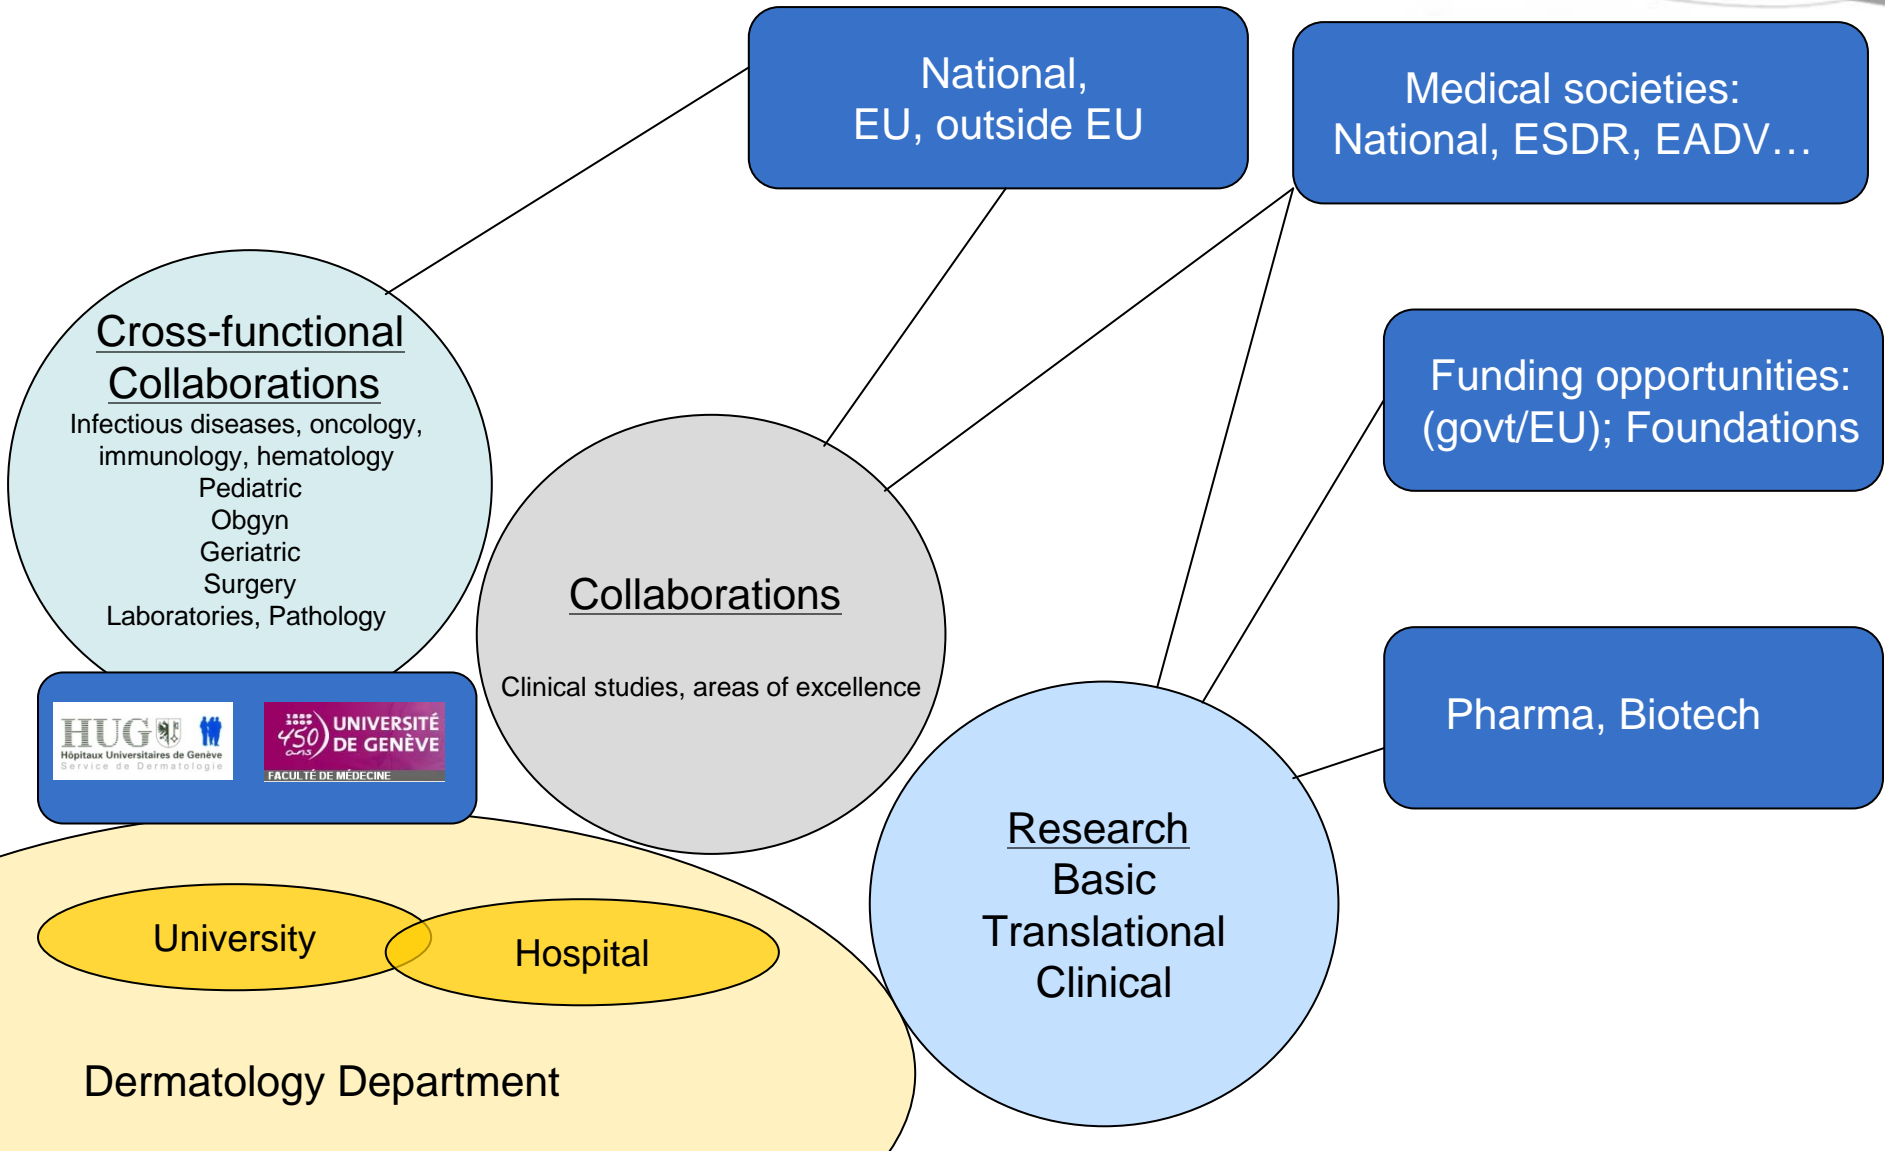 National,
EU, outside EU
Medical societies:
National, ESDR, EADV…
Cross-functional
Collaborations
Infectious diseases, oncology,
immunology, hematology
Pediatric
Obgyn
Geriatric
Surgery
Laboratories, Pathology
Funding opportunities:
(govt/EU); Foundations
Collaborations
Clinical studies, areas of excellence
Pharma, Biotech
HUG
Hôpitaux Universitaires de Genève
Service de Dermatologie
1559
2009
450
ans
UNIVERSITÉ
DE GENÈVE
FACULTÉ DE MÉDECINE
Research
Basic
Translational
Clinical
University
Hospital
Dermatology Department